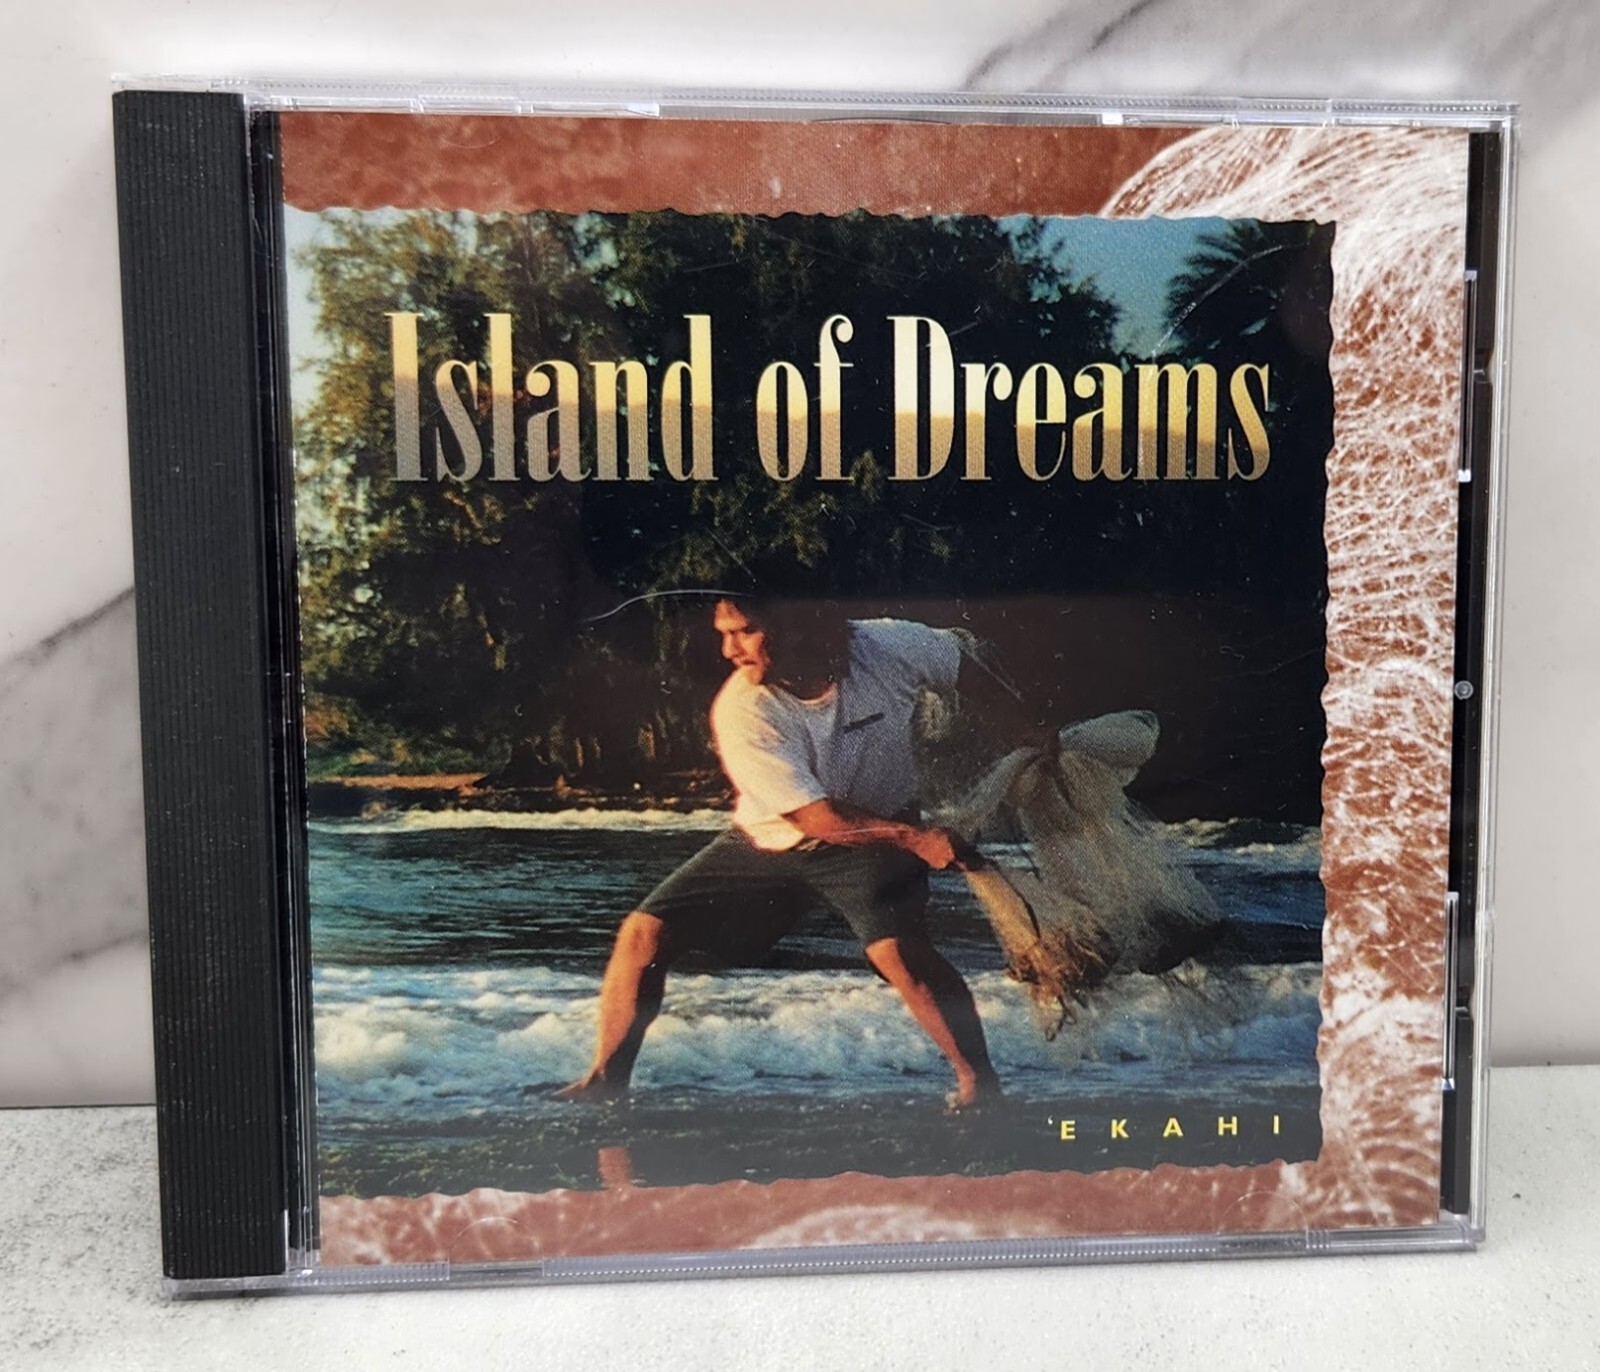 Island of Dreams
‘EKAHI